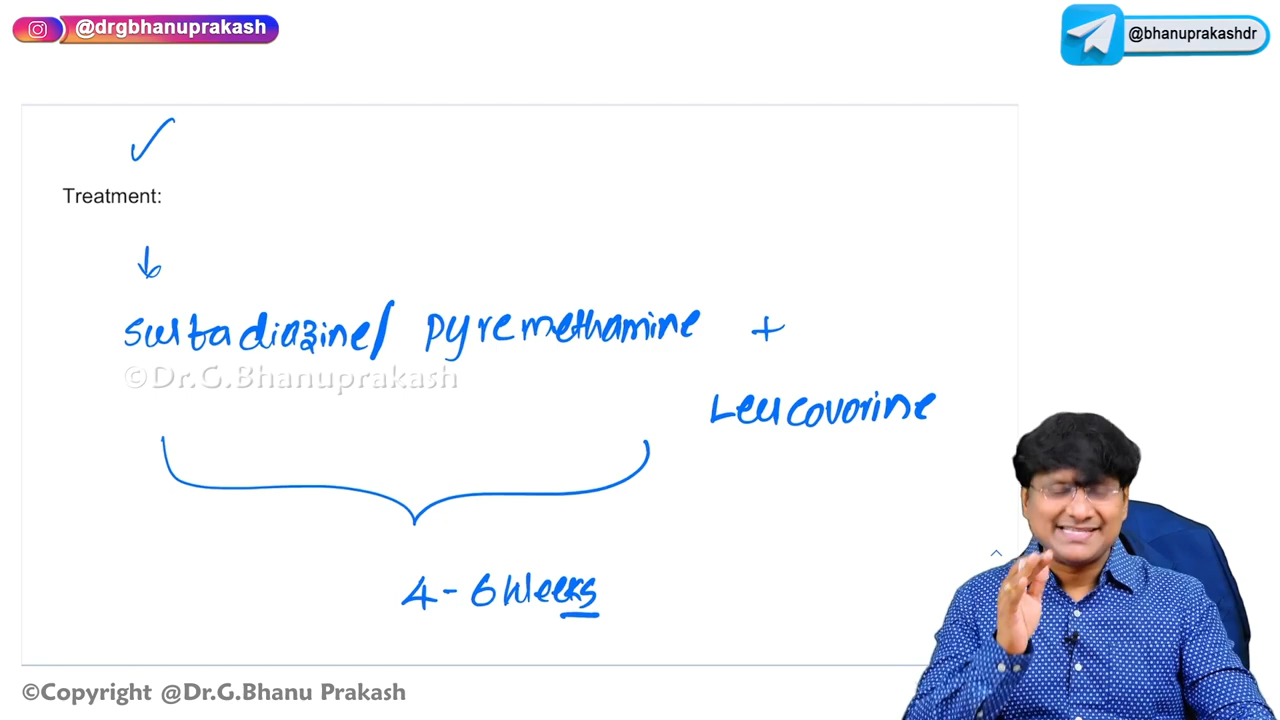 @drgbhanuprakash
@bhanuprakashdr
Treatment:
sulfadiazine/ pyremethamine +
©Dr.G.Bhanuprakash
Leucovorine
4-6 weeks
©Copyright @Dr.G.Bhanu Prakash